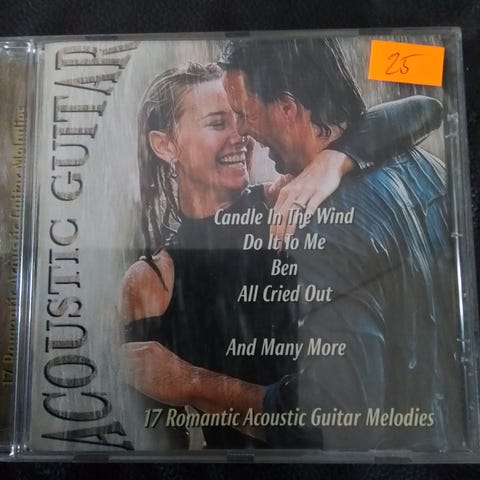 17 Romantic Acoustic Guitar Melodies
ACOUSTIC GUITAR
25
Candle In The Wind
Do It To Me
Ben
All Cried Out
And Many More
17 Romantic Acoustic Guitar Melodies